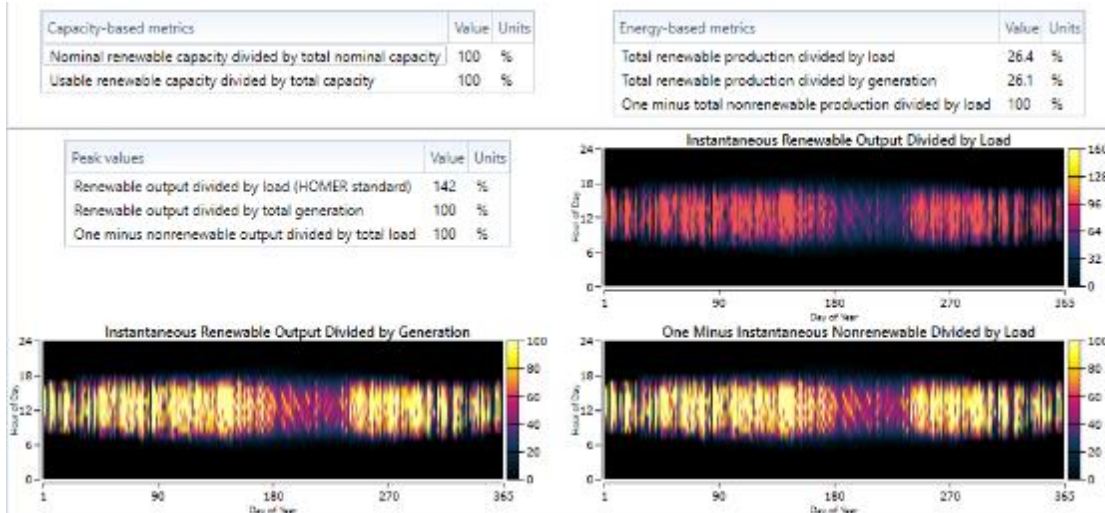 Capacity-based metrics Value Units
Nominal renewable capacity divided by total nominal capacity 100 %
Usable renewable capacity divided by total capacity 100 %
Energy-based metrics Value Units
Total renewable production divided by load 26.4 %
Total renewable production divided by generation 26.1 %
One minus total nonrenewable production divided by load 100 %
Peak values Value Units
Renewable output divided by load (HOMER standard) 142 %
Renewable output divided by total generation 100 %
One minus nonrenewable output divided by total load 100 %
Instantaneous Renewable Output Divided by Load
24
18
12
6
0
Hour of Day
1 90 180 270 365
Day of Year
160
128
96
64
32
0
Instantaneous Renewable Output Divided by Generation
24
18
12
6
0
Hour of Day
1 90 180 270 365
Day of Year
100
80
60
40
20
0
One Minus Instantaneous Nonrenewable Divided by Load
24
18
12
6
0
Hour of Day
1 90 180 270 365
Day of Year
100
80
60
40
20
0